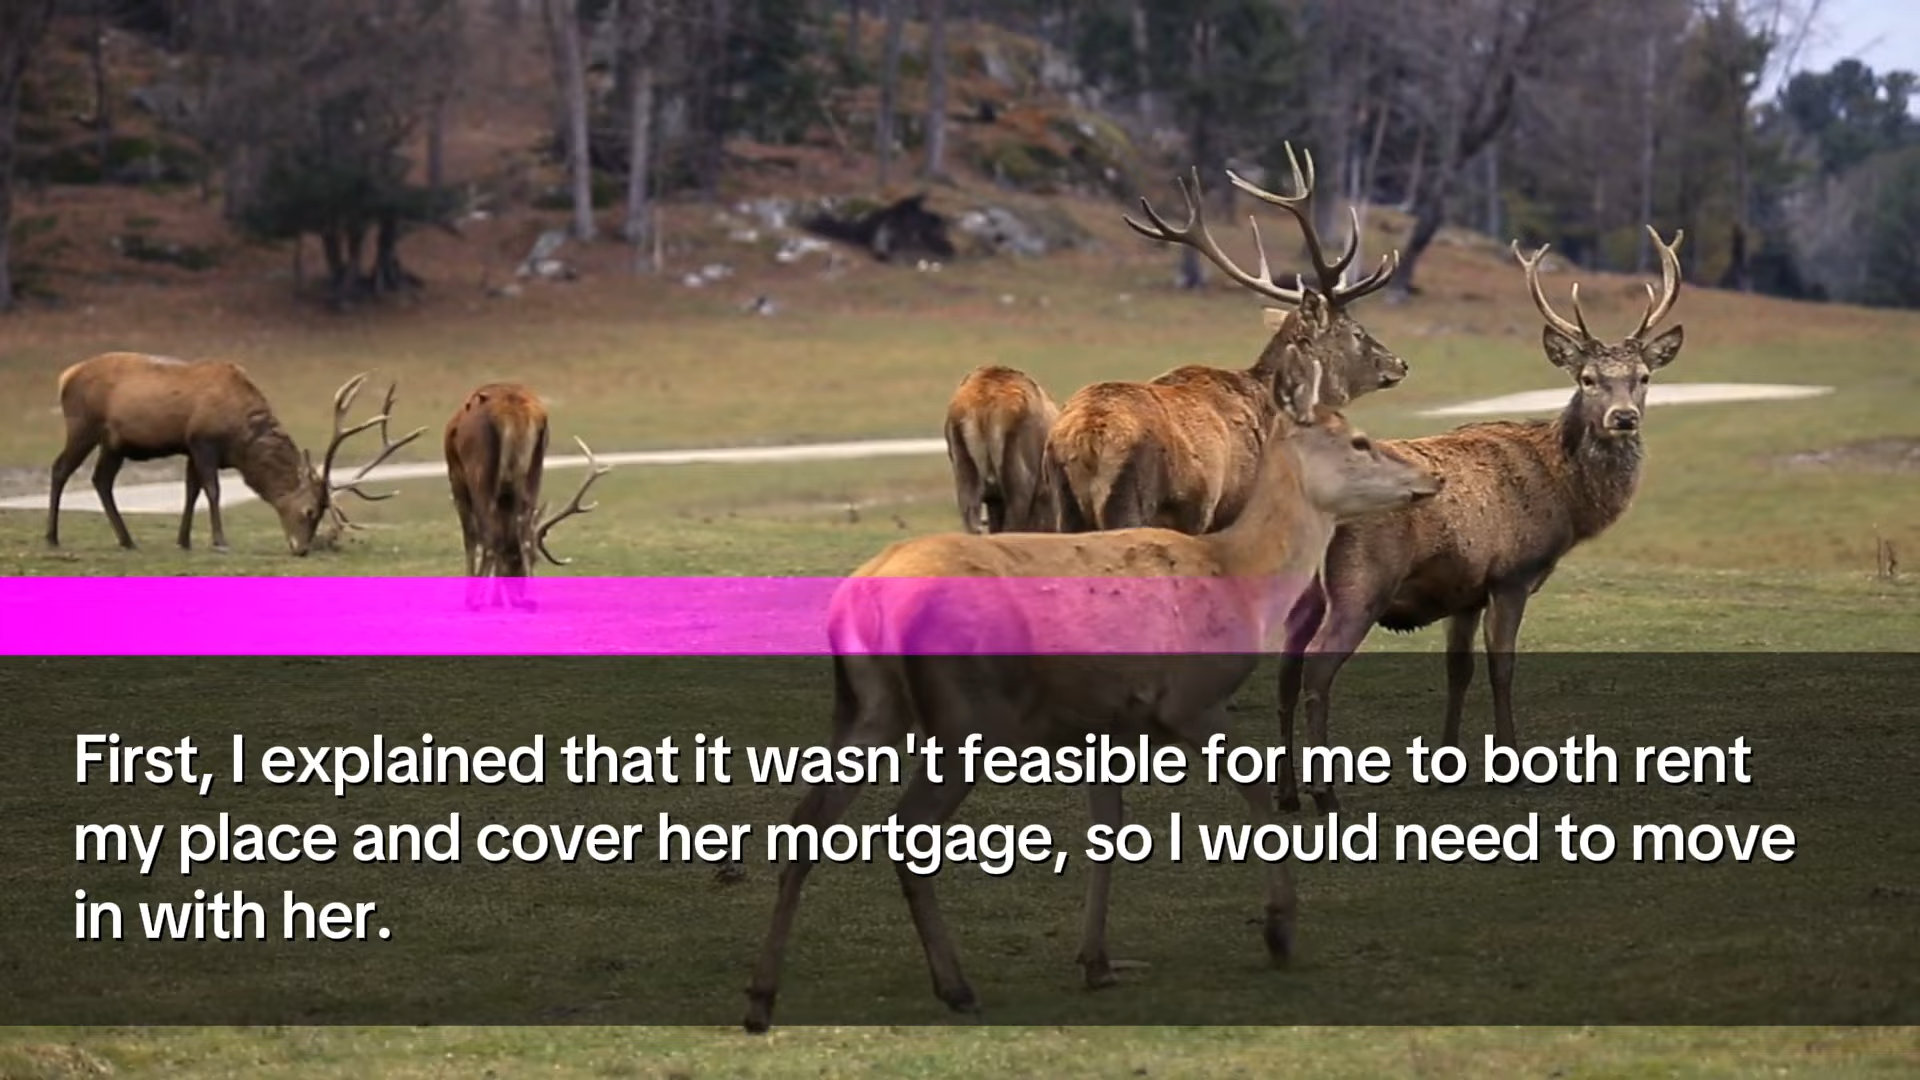 First, I explained that it wasn't feasible for me to both rent
my place and cover her mortgage, so I would need to move
in with her.